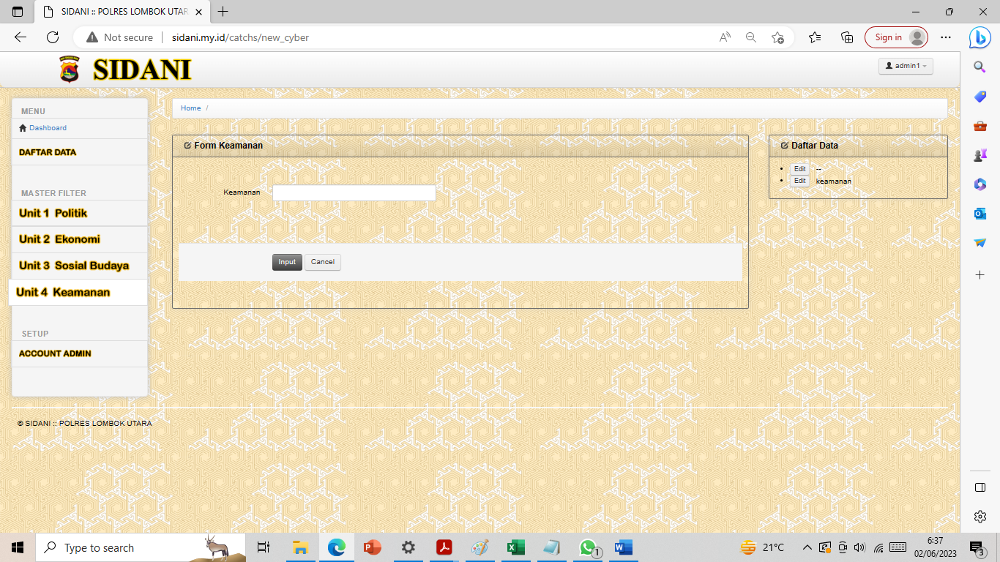 SIDANI :: POLRES LOMBOK UTAR
Not secure
sidani.my.id/catchs/new_cyber
Sign in
SIDANI
admin1
MENU
Dashboard
DAFTAR DATA
MASTER FILTER
Unit 1 Politik
Unit 2 Ekonomi
Unit 3 Sosial Budaya
Unit 4 Keamanan
SETUP
ACCOUNT ADMIN
Home /
Form Keamanan
Keamanan
Input
Cancel
Daftar Data
Edit --
Edit keamanan
© SIDANI :: POLRES LOMBOK UTARA
Type to search
1
21°C
6:37
02/06/2023
3